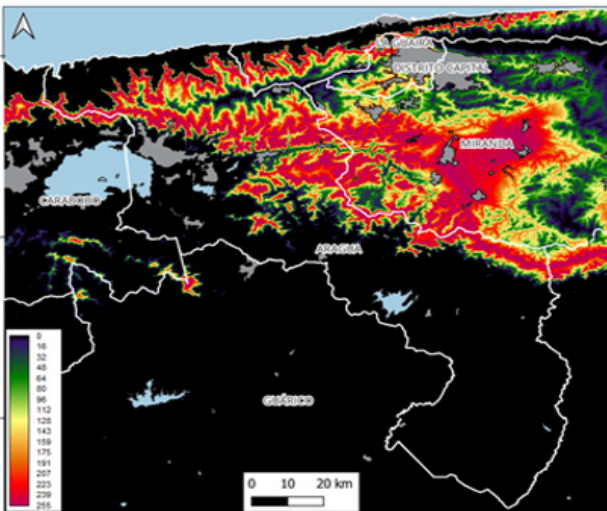 LA GUAIRA
DISTRITO CAPITAL
MIRANDA
CARABOBO
ARAGUA
GUÁRICO
0
16
32
48
64
80
96
112
128
143
159
175
191
207
223
239
255
0 10 20 km